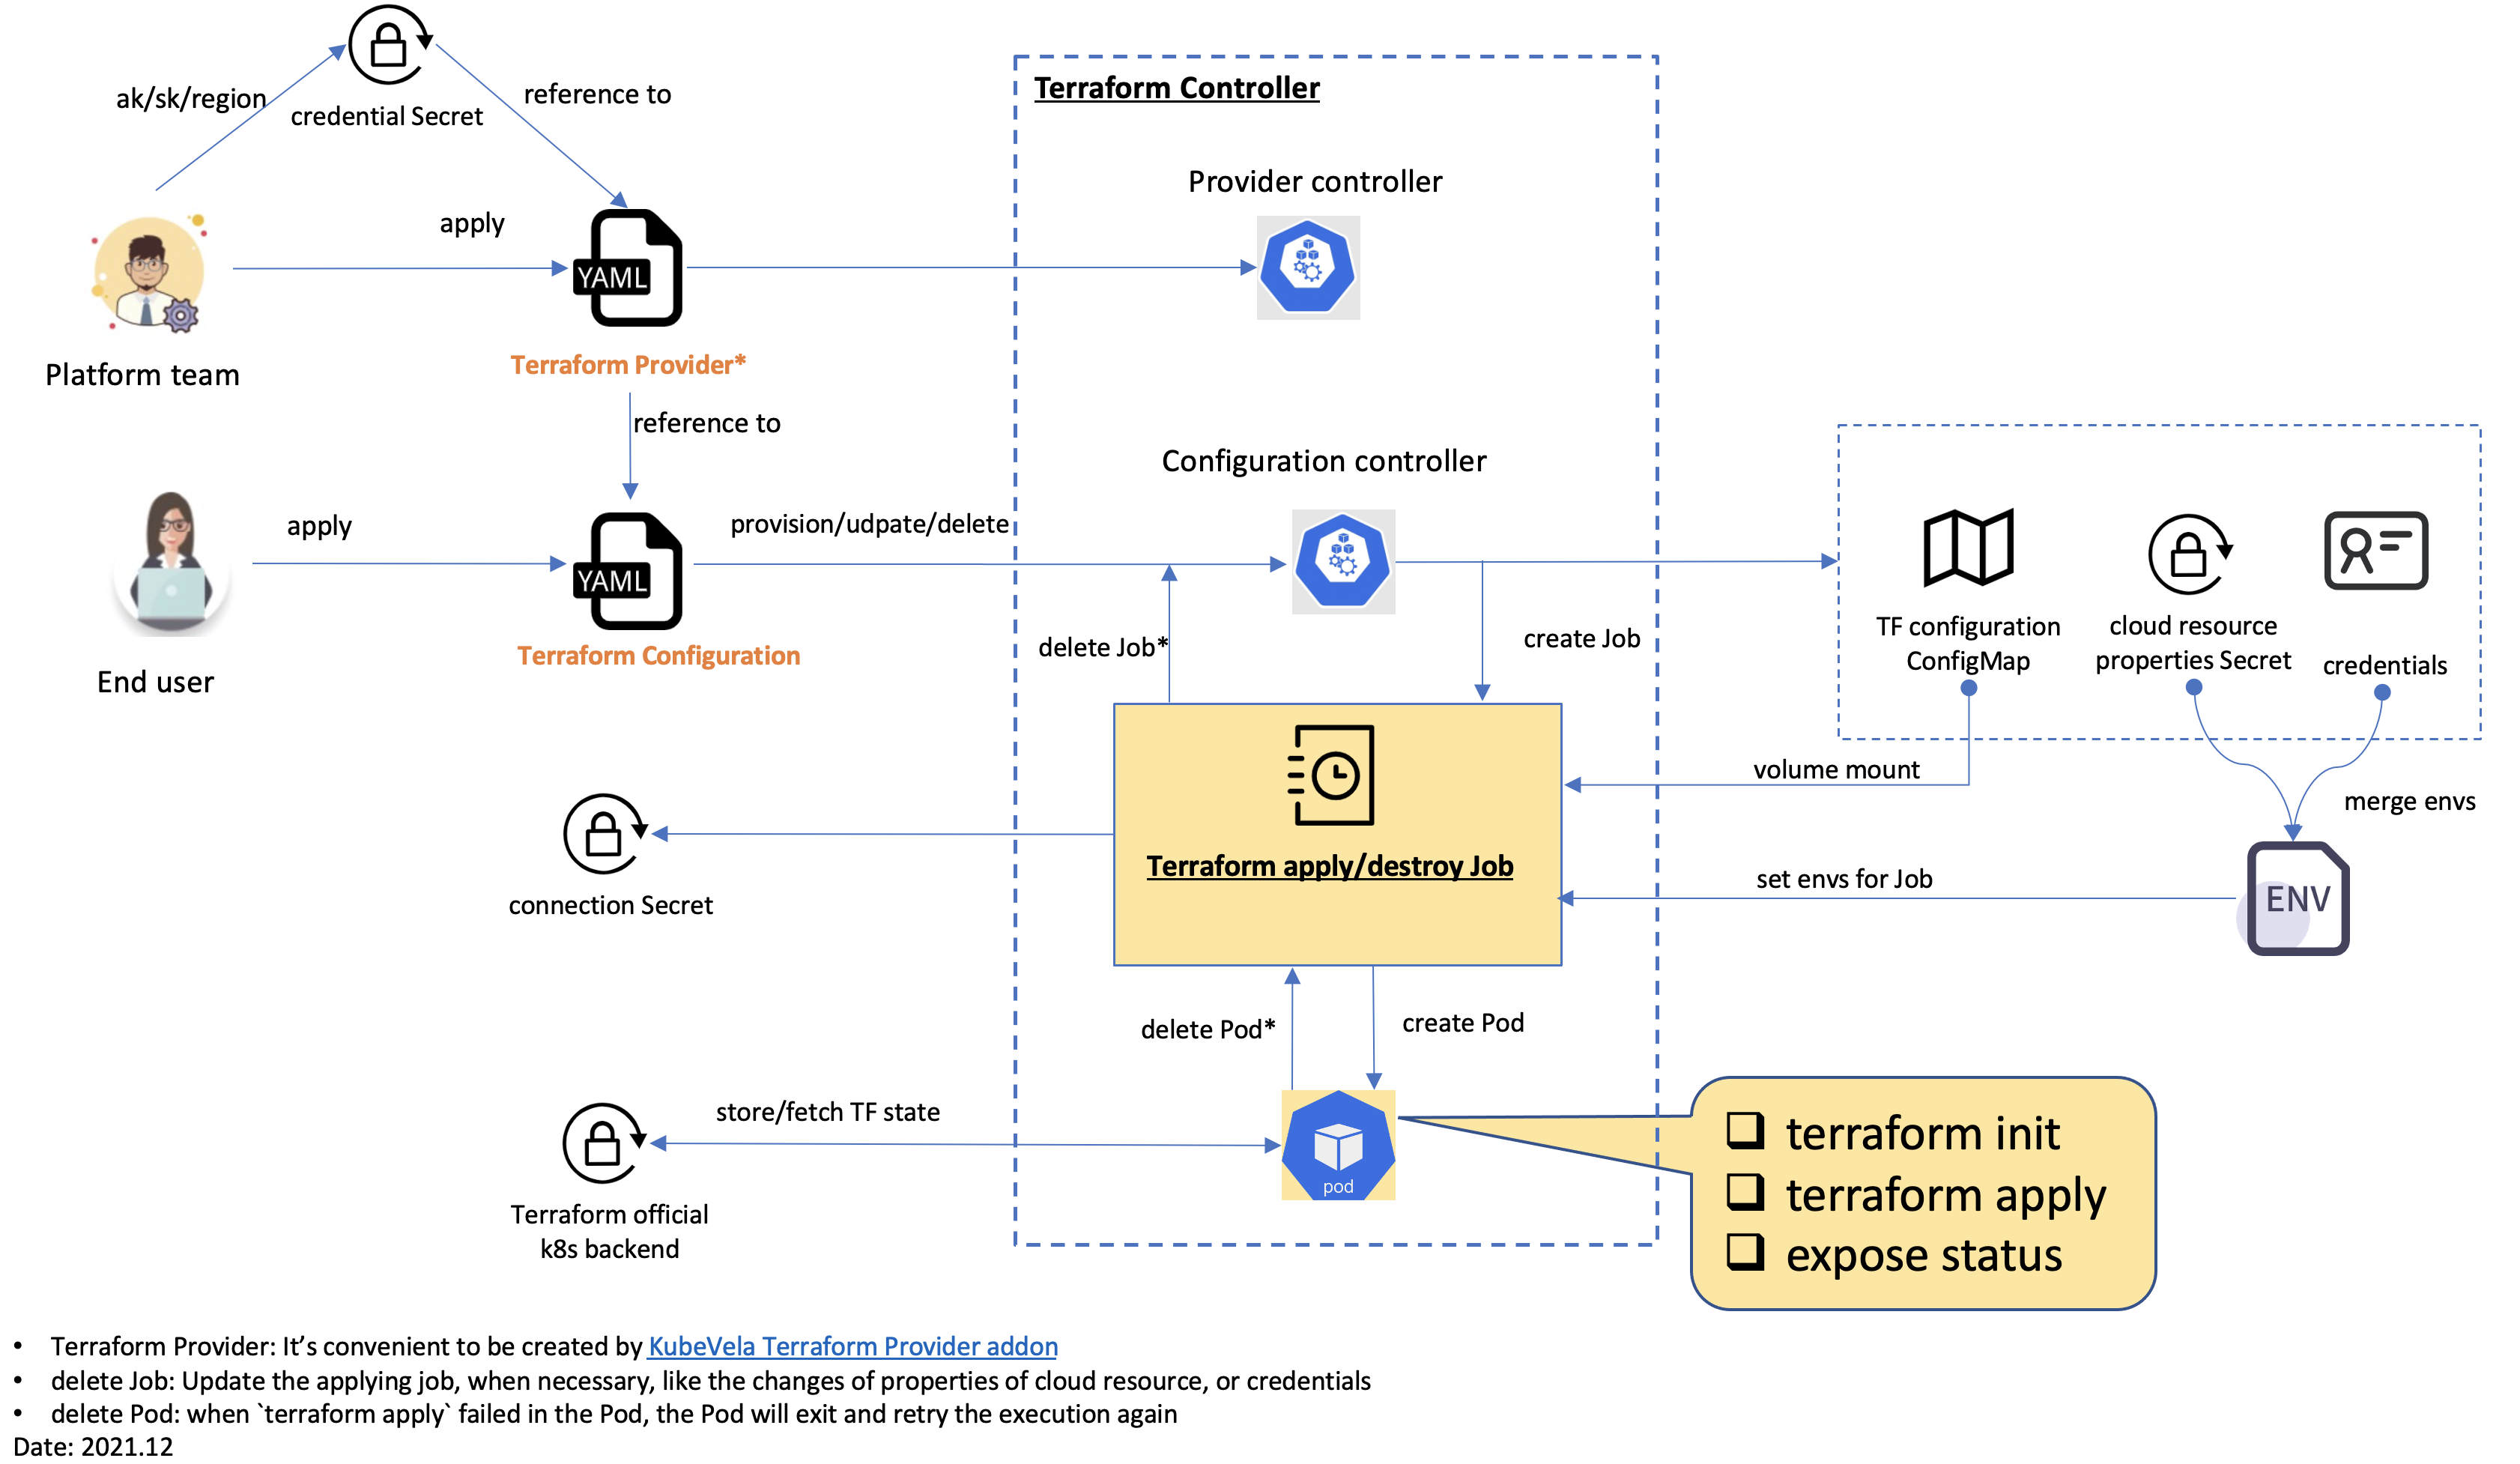 ak/sk/region
credential Secret
reference to
Terraform Controller
Provider controller
apply
YAML
Platform team
Terraform Provider*
reference to
Configuration controller
apply
YAML
provision/udpate/delete
End user
Terraform Configuration
delete Job*
create Job
TF configuration
ConfigMap
cloud resource
properties Secret
credentials
volume mount
merge envs
Terraform apply/destroy Job
set envs for Job
ENV
connection Secret
delete Pod*
create Pod
store/fetch TF state
pod
Terraform official
k8s backend
❑ terraform init
❑ terraform apply
❑ expose status
• Terraform Provider: It’s convenient to be created by KubeVela Terraform Provider addon
• delete Job: Update the applying job, when necessary, like the changes of properties of cloud resource, or credentials
• delete Pod: when `terraform apply` failed in the Pod, the Pod will exit and retry the execution again
Date: 2021.12